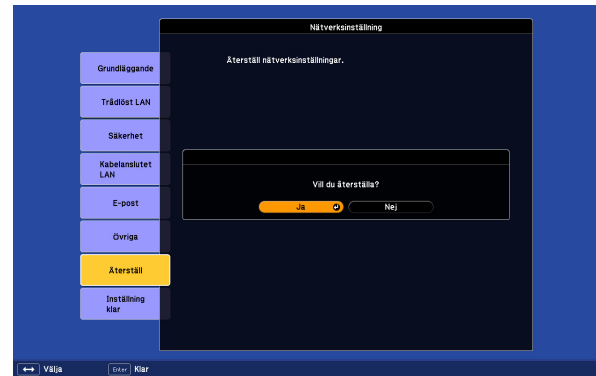 Nätverksinställning
Återställ nätverksinställningar.
Grundläggande
Trådlöst LAN
Säkerhet
Kabelanslutet
LAN
E-post
Övriga
Återställ
Inställning
klar
Vill du återställa?
Ja
Nej
Välja
Enter Klar